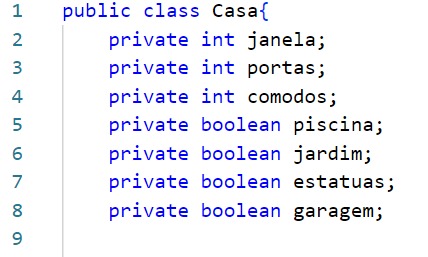 1 public class Casa{
2 private int janela;
3 private int portas;
4 private int comodos;
5 private boolean piscina;
6 private boolean jardim;
7 private boolean estatuas;
8 private boolean garagem;
9